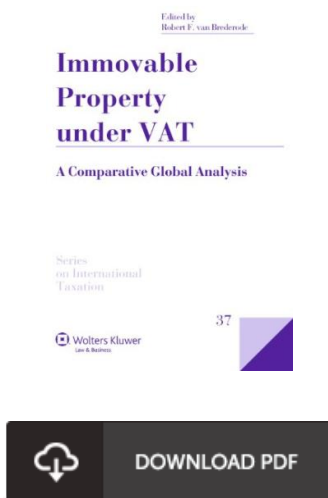 Edited by
Robert F. van Brederode
Immovable
Property
under VAT
A Comparative Global Analysis
Series
on International
Taxation
37
Wolters Kluwer
Law & Business
DOWNLOAD PDF